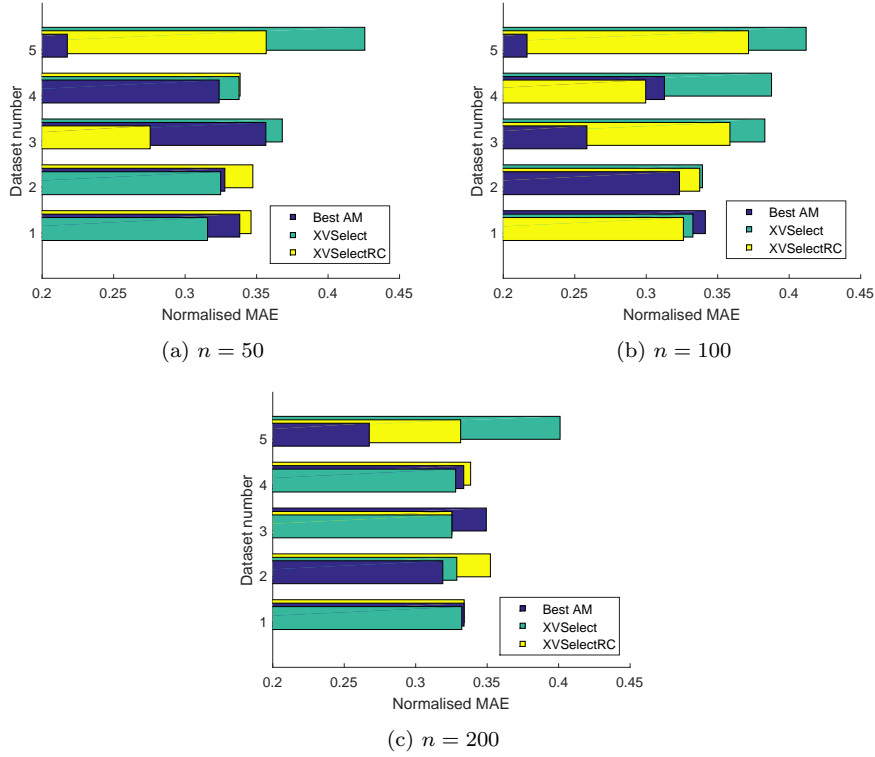 Dataset number
5
4
3
2
1
Best AM
XVSelect
XVSelectRC
0.2 0.25 0.3 0.35 0.4 0.45
Normalised MAE
(a) n = 50
Dataset number
5
4
3
2
1
Best AM
XVSelect
XVSelectRC
0.2 0.25 0.3 0.35 0.4 0.45
Normalised MAE
(b) n = 100
Dataset number
5
4
3
2
1
Best AM
XVSelect
XVSelectRC
0.2 0.25 0.3 0.35 0.4 0.45
Normalised MAE
(c) n = 200